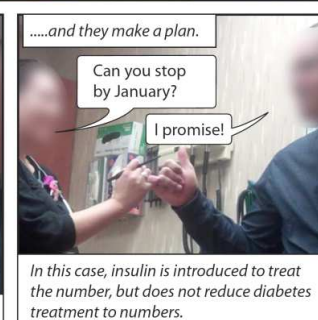 .....and they make a plan.
Can you stop
by January?
I promise!
In this case, insulin is introduced to treat
the number, but does not reduce diabetes
treatment to numbers.